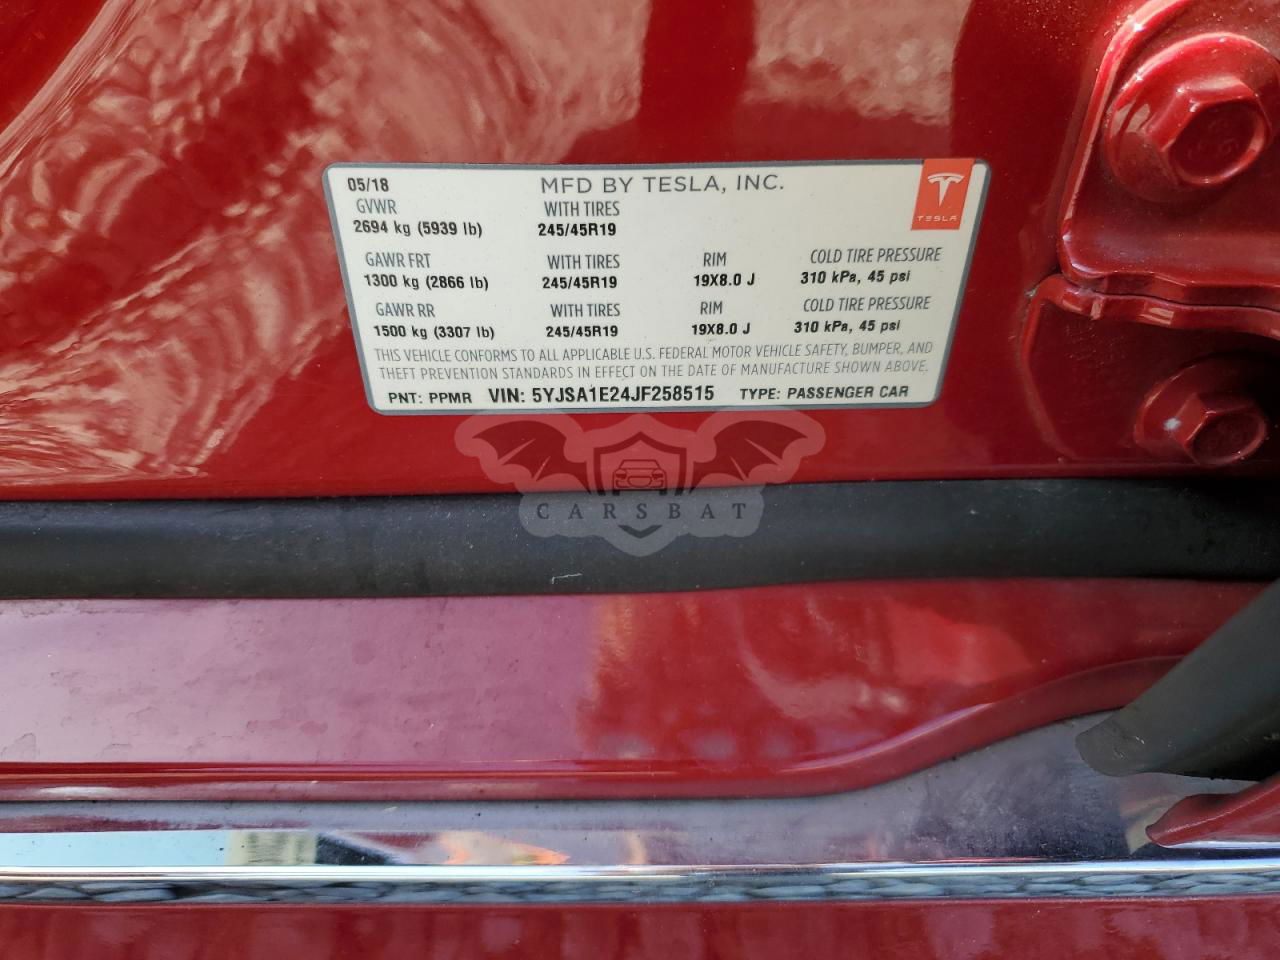 05/18 MFD BY TESLA, INC.
GVWR WITH TIRES
2694 kg (5939 lb) 245/45R19
TESLA
GAWR FRT WITH TIRES RIM COLD TIRE PRESSURE
1300 kg (2866 lb) 245/45R19 19X8.0 J 310 kPa, 45 psi
GAWR RR WITH TIRES RIM COLD TIRE PRESSURE
1500 kg (3307 lb) 245/45R19 19X8.0 J 310 kPa, 45 psi
THIS VEHICLE CONFORMS TO ALL APPLICABLE U.S. FEDERAL MOTOR VEHICLE SAFETY, BUMPER, AND
THEFT PREVENTION STANDARDS IN EFFECT ON THE DATE OF MANUFACTURE SHOWN ABOVE.
PNT: PPMR VIN: 5YJSA1E24JF258515 TYPE: PASSENGER CAR
CARSBAT